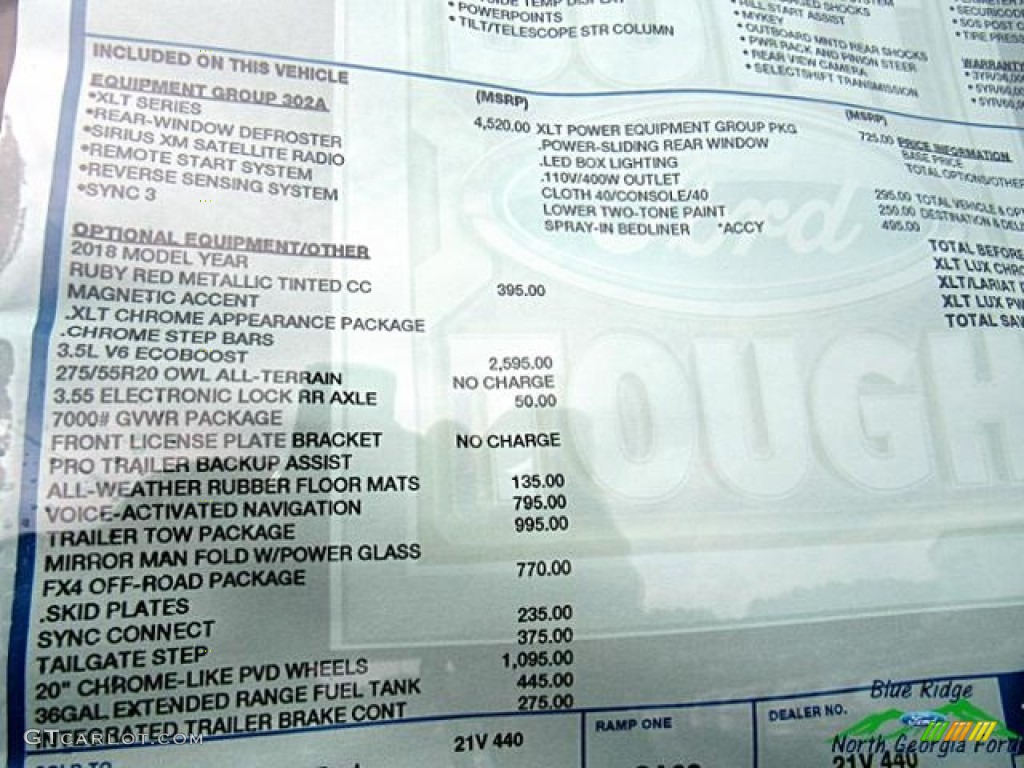 • POWERPOINTS
• TILT/TELESCOPE STR COLUMN
HILL START ASSIST
• MYKEY
• OUTBOARD MNTD REAR SHOCKS
• PWR RACK AND PINION STEER
• REAR VIEW CAMERA
• SELECTSHIFT TRANSMISSION
• SOS POST
• TIRE
WARRANTY
INCLUDED ON THIS VEHICLE
(MSRP)
(MSRP)
EQUIPMENT GROUP 302A
•XLT SERIES
•REAR-WINDOW DEFROSTER
•SIRIUS XM SATELLITE RADIO
•REMOTE START SYSTEM
•REVERSE SENSING SYSTEM
•SYNC 3
OPTIONAL EQUIPMENT/OTHER
2018 MODEL YEAR
RUBY RED METALLIC TINTED CC 395.00
MAGNETIC ACCENT
.XLT CHROME APPEARANCE PACKAGE
.CHROME STEP BARS
3.5L V6 ECOBOOST 2,595.00
275/55R20 OWL ALL-TERRAIN NO CHARGE
3.55 ELECTRONIC LOCK RR AXLE 50.00
7000# GVWR PACKAGE
FRONT LICENSE PLATE BRACKET NO CHARGE
PRO TRAILER BACKUP ASSIST
ALL-WEATHER RUBBER FLOOR MATS 135.00
VOICE-ACTIVATED NAVIGATION 795.00
TRAILER TOW PACKAGE 995.00
MIRROR MAN FOLD W/POWER GLASS
FX4 OFF-ROAD PACKAGE 770.00
.SKID PLATES
SYNC CONNECT 235.00
TAILGATE STEP 375.00
20" CHROME-LIKE PVD WHEELS 1,095.00
36GAL EXTENDED RANGE FUEL TANK 445.00
TRAILER BRAKE CONT 275.00
4,520.00 XLT POWER EQUIPMENT GROUP PKG 725.00
.POWER-SLIDING REAR WINDOW
.LED BOX LIGHTING
.110V/400W OUTLET
CLOTH 40/CONSOLE/40 295.00
LOWER TWO-TONE PAINT 250.00
SPRAY-IN BEDLINER *ACCY 495.00
PRICE INFORMATION
BASE PRICE
TOTAL OPTIONS/OTHER
TOTAL VEHICLE &
DESTINATION &
TOTAL BEFORE
XLT LUX
XLT/LARIAT
XLT LUX
TOTAL
Ford
TOUGH
21V 440
RAMP ONE
DEALER NO.
21V 440
GTCarLot.com
Blue Ridge
Ford
North Georgia Ford